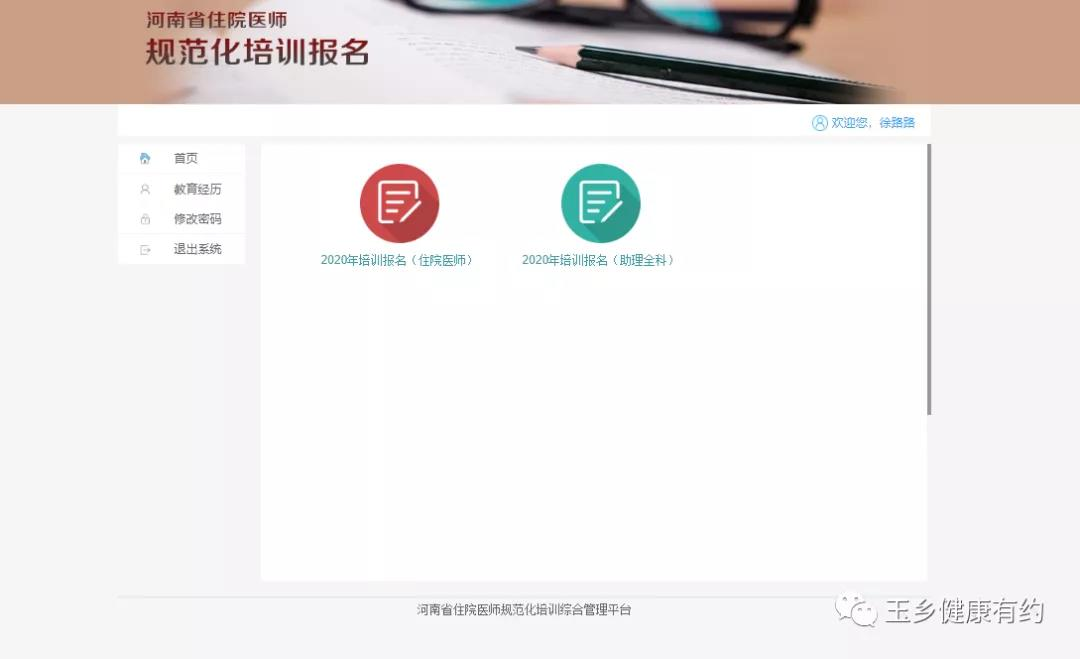 河南省住院医师
规范化培训报名
欢迎您，徐路路
首页
教育经历
修改密码
退出系统
2020年培训报名（住院医师）
2020年培训报名（助理全科）
河南省住院医师规范化培训综合管理平台
玉乡健康有约